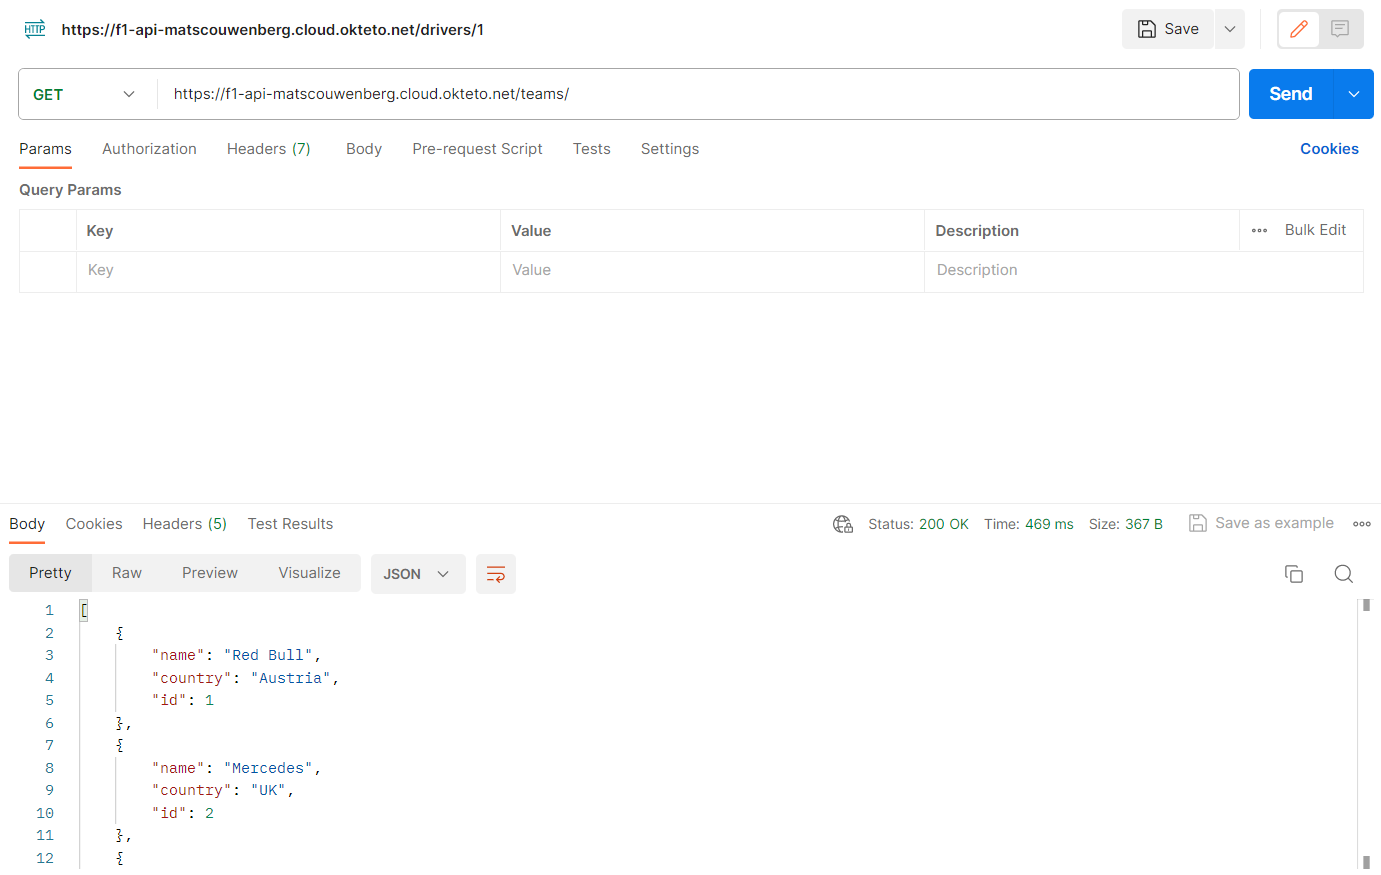 HTTP https://f1-api-matscouwenberg.cloud.okteto.net/drivers/1 Save
GET https://f1-api-matscouwenberg.cloud.okteto.net/teams/ Send
Params Authorization Headers (7) Body Pre-request Script Tests Settings Cookies
Query Params
Key Value Description Bulk Edit
Key Value Description
Body Cookies Headers (5) Test Results Status: 200 OK Time: 469 ms Size: 367 B Save as example
Pretty Raw Preview Visualize JSON
1 [
2 {
3 "name": "Red Bull",
4 "country": "Austria",
5 "id": 1
6 },
7 {
8 "name": "Mercedes",
9 "country": "UK",
10 "id": 2
11 },
12 {